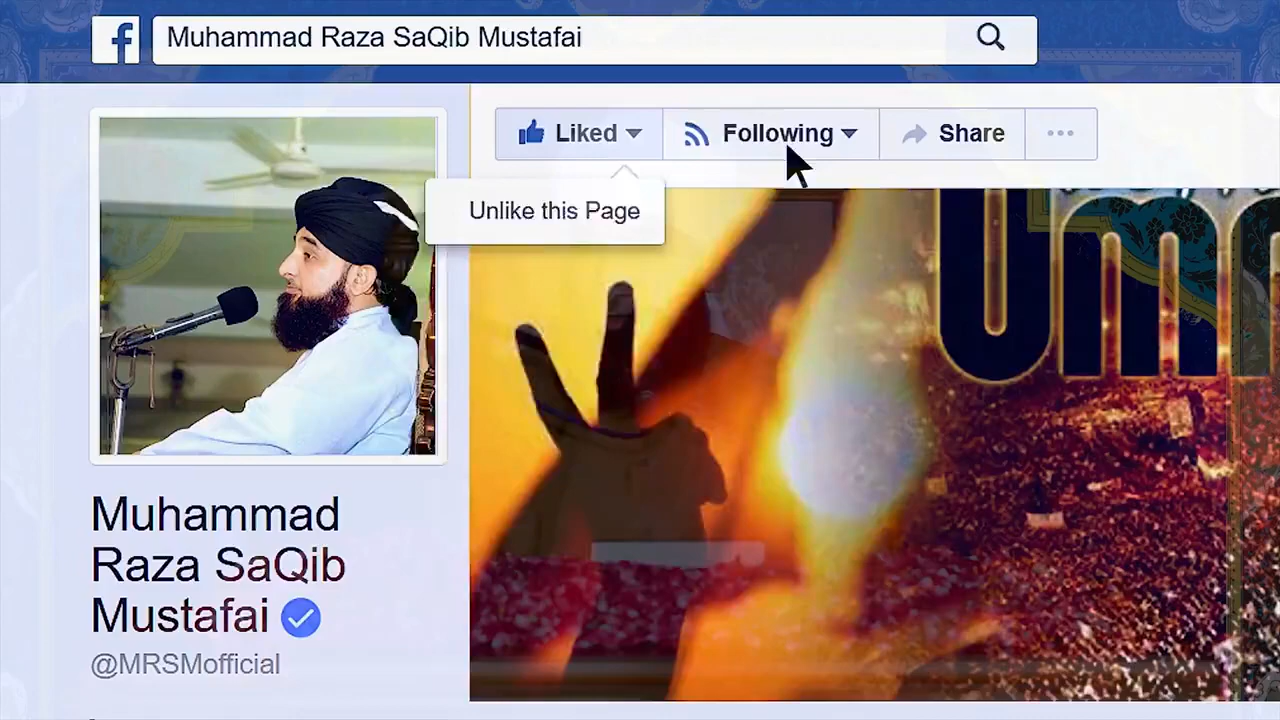 Muhammad Raza SaQib Mustafai
Liked
Following
Share
Unlike this Page
Muhammad
Raza SaQib
Mustafai
@MRSMofficial